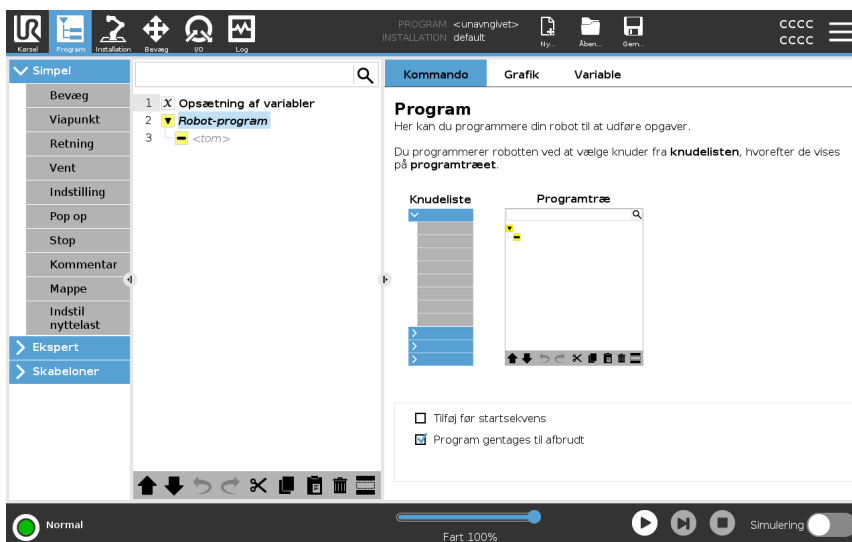 UR
PROGRAM <unavngivet>
INSTALLATION default
Kørsel
Program
Installation
Bevæg
I/O
Log
Ny...
Åben...
Gem...
CCCC
CCCC
Simpel
Bevæg
Viapunkt
Retning
Vent
Indstilling
Pop op
Stop
Kommentar
Mappe
Indstil
nyttelast
Ekspert
Skabeloner
1 X Opsætning af variabler
2 Robot-program
3 <tom>
Kommando Grafik Variable
Program
Her kan du programmere din robot til at udføre opgaver.
Du programmerer robotten ved at vælge knuder fra knudelisten, hvorefter de vises
på programtræet.
Knudeliste Programtræ
Tilføj før startsekvens
Program gentages til afbrudt
Normal
Fart 100%
Simulering